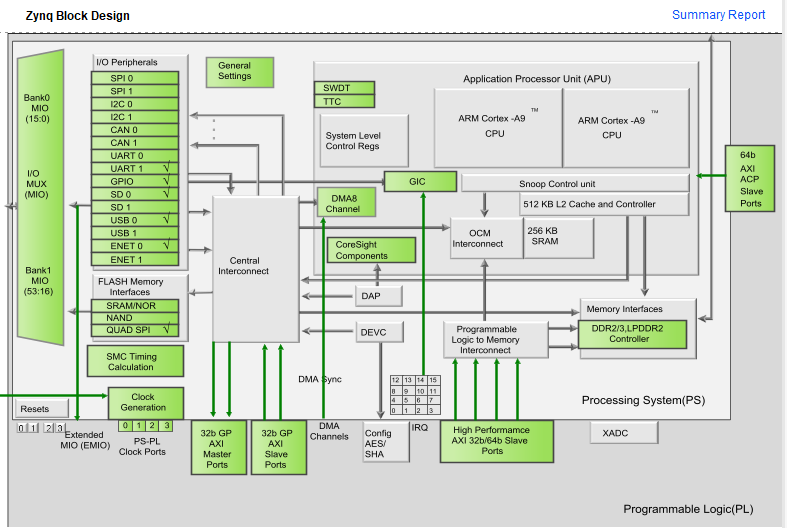 Zynq Block Design
Summary Report
I/O Peripherals
SPI 0
SPI 1
I2C 0
I2C 1
CAN 0
CAN 1
UART 0
UART 1 √
GPIO √
SD 0 √
SD 1
USB 0 √
USB 1
ENET 0 √
ENET 1
FLASH Memory
Interfaces
SRAM/NOR
NAND
QUAD SPI √
SMC Timing
Calculation
Clock
Generation
0 1 2 3
PS-PL
Clock Ports
Bank0
MIO
(15:0)
I/O
MUX
(MIO)
Bank1
MIO
(53:16)
Resets
0 1 2 3
Extended
MIO (EMIO)
General
Settings
Application Processor Unit (APU)
SWDT
TTC
System Level
Control Regs
ARM Cortex -A9 ™
CPU
ARM Cortex -A9 ™
CPU
GIC
Snoop Control unit
512 KB L2 Cache and Controller
DMA8
Channel
OCM
Interconnect
256 KB
SRAM
CoreSight
Components
Central
Interconnect
DAP
DEVC
Programmable
Logic to Memory
Interconnect
Memory Interfaces
DDR2/3,LPDDR2
Controller
64b
AXI
ACP
Slave
Ports
DMA Sync
12 13 14 15
8 9 10 11
4 5 6 7
0 1 2 3
Processing System(PS)
32b GP
AXI
Master
Ports
32b GP
AXI
Slave
Ports
DMA
Channels
Config
AES/
SHA
IRQ
High Performamce
AXI 32b/64b Slave
Ports
XADC
Programmable Logic(PL)